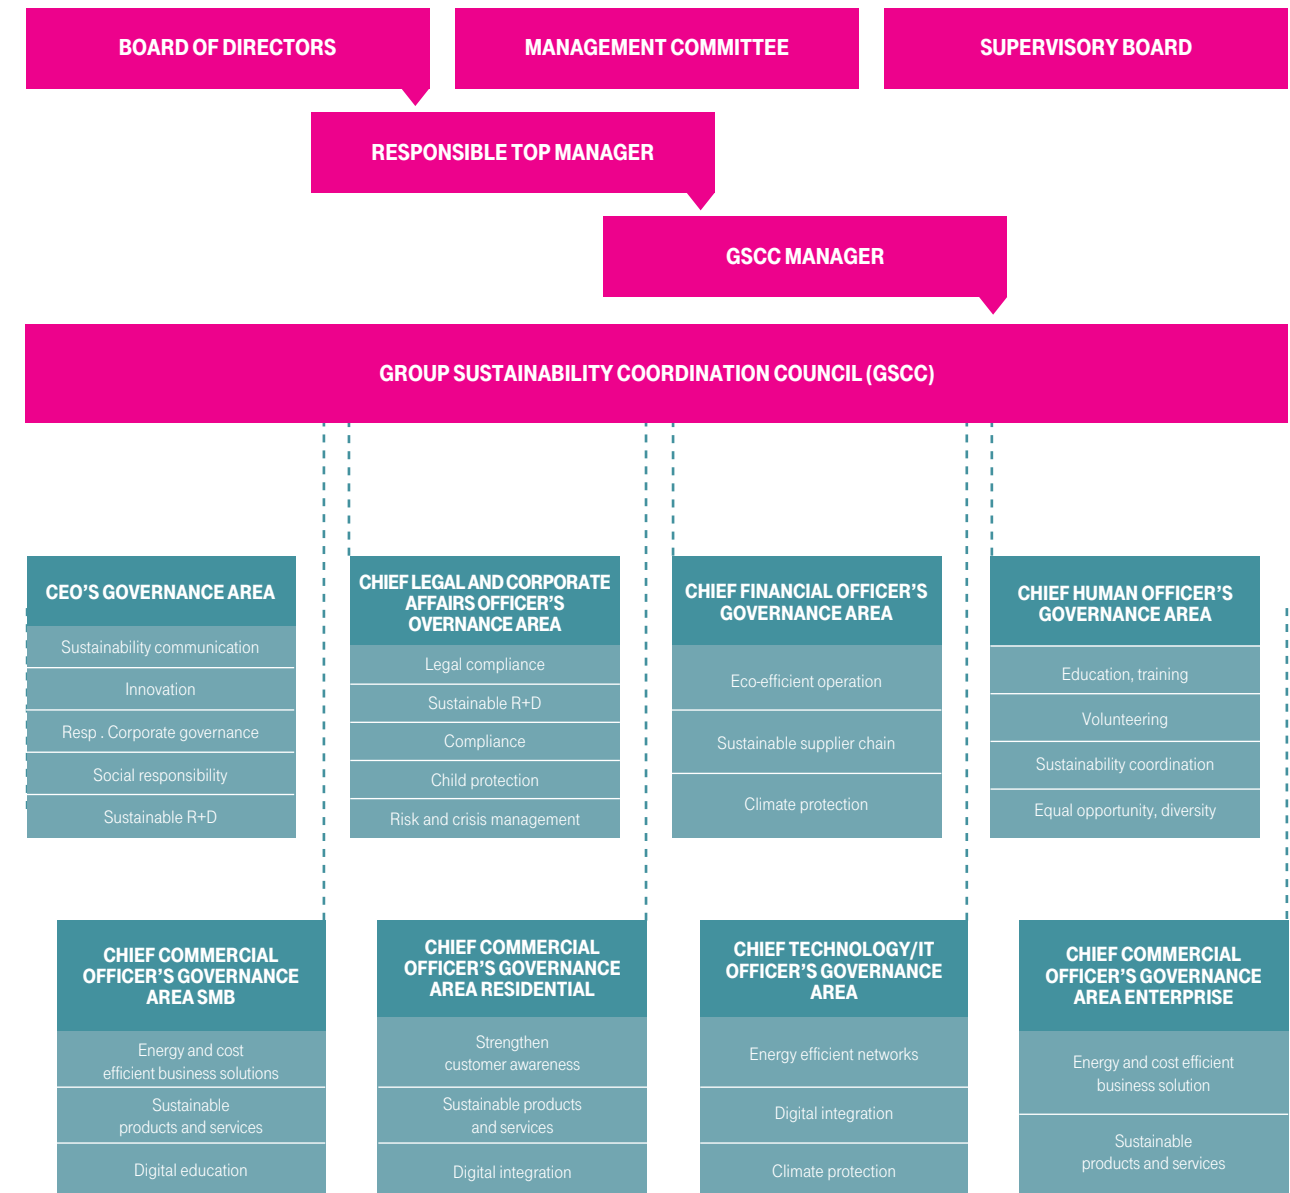 BOARD OF DIRECTORS
MANAGEMENT COMMITTEE
SUPERVISORY BOARD
RESPONSIBLE TOP MANAGER
GSCC MANAGER
GROUP SUSTAINABILITY COORDINATION COUNCIL (GSCC)
CEO’S GOVERNANCE AREA
Sustainability communication
Innovation
Resp . Corporate governance
Social responsibility
Sustainable R+D
CHIEF LEGAL AND CORPORATE
AFFAIRS OFFICER’S
OVERNANCE AREA
Legal compliance
Sustainable R+D
Compliance
Child protection
Risk and crisis management
CHIEF FINANCIAL OFFICER’S
GOVERNANCE AREA
Eco-efficient operation
Sustainable supplier chain
Climate protection
CHIEF HUMAN OFFICER’S
GOVERNANCE AREA
Education, training
Volunteering
Sustainability coordination
Equal opportunity, diversity
CHIEF COMMERCIAL
OFFICER’S GOVERNANCE
AREA SMB
Energy and cost
efficient business solutions
Sustainable
products and services
Digital education
CHIEF COMMERCIAL
OFFICER’S GOVERNANCE
AREA RESIDENTIAL
Strengthen
customer awareness
Sustainable products
and services
Digital integration
CHIEF TECHNOLOGY/IT
OFFICER’S GOVERNANCE
AREA
Energy efficient networks
Digital integration
Climate protection
CHIEF COMMERCIAL
OFFICER’S GOVERNANCE
AREA ENTERPRISE
Energy and cost efficient
business solution
Sustainable
products and services